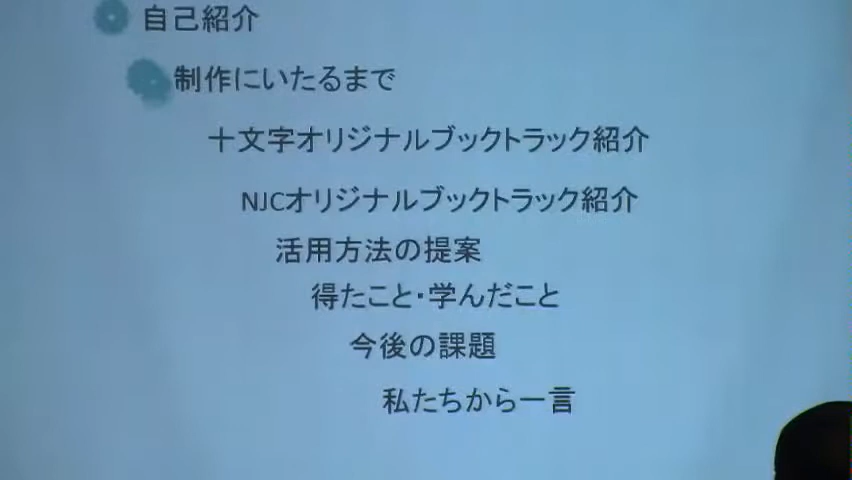 自己紹介
制作にいたるまで
十文字オリジナルブックトラック紹介
NJCオリジナルブックトラック紹介
活用方法の提案
得たこと・学んだこと
今後の課題
私たちから一言